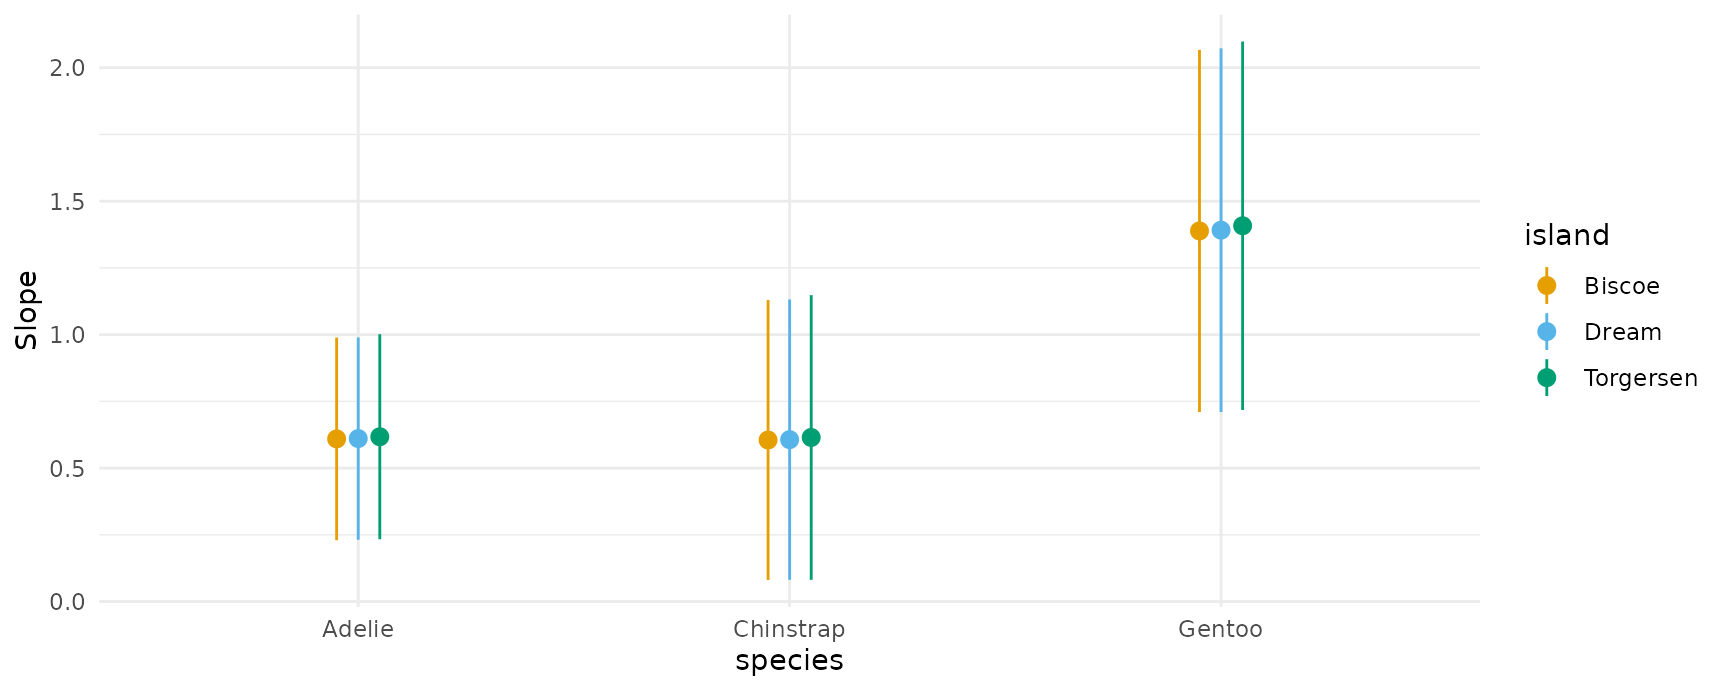 2.0
1.5
1.0
0.5
0.0
Slope
Adelie
Chinstrap
Gentoo
species
island
Biscoe
Dream
Torgersen